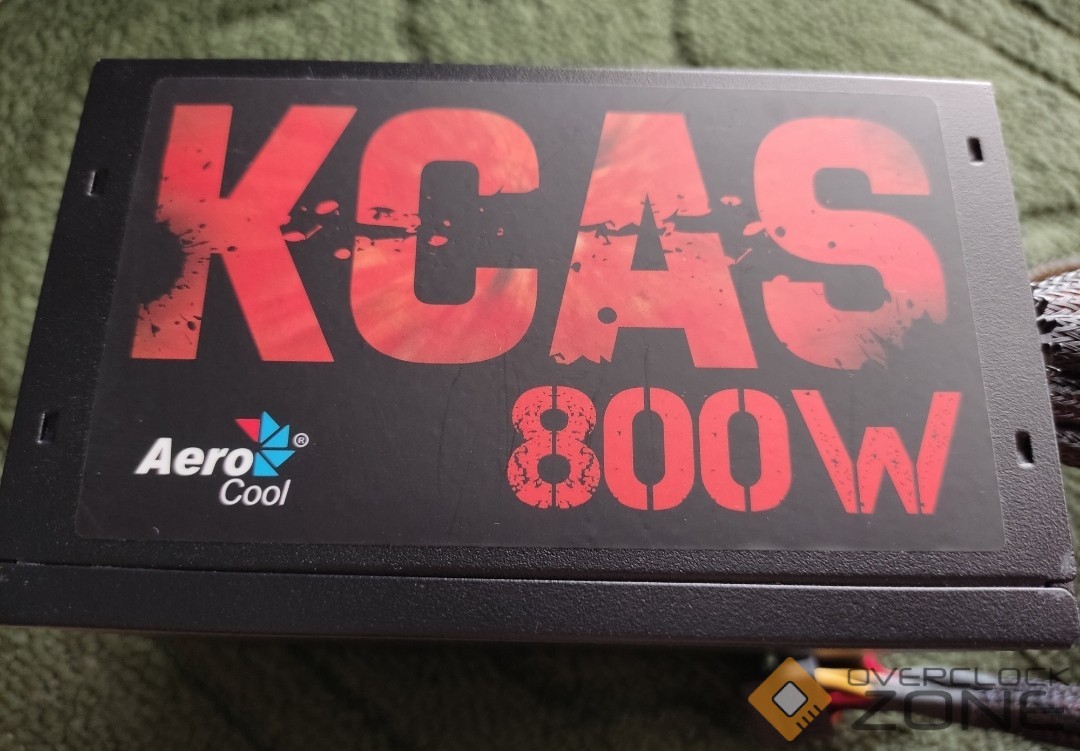 KCAS
800W
Aero
®
Cool
OVERCLOCK
ZONE